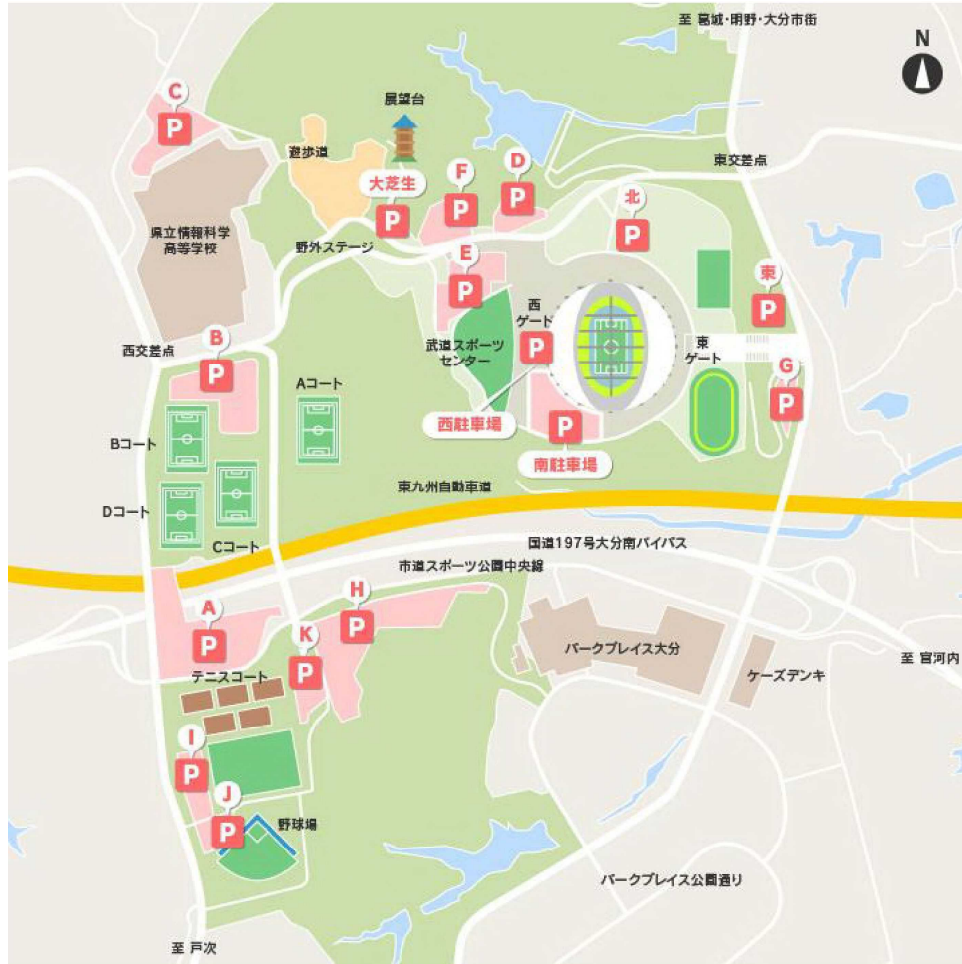 至 葛城・明野・大分市街
N
C
P
展望台
遊歩道
東交差点
大芝生
P
F
P
D
P
北
P
県立情報科学
高等学校
野外ステージ
E
P
東
P
西
ゲート
P
武道スポーツ
センター
東
ゲート
西交差点
B
P
Aコート
G
P
西駐車場
P
南駐車場
Bコート
Dコート
東九州自動車道
Cコート
国道197号大分南バイパス
市道スポーツ公園中央線
H
P
A
P
K
P
パークプレイス大分
至 宮河内
ケーズデンキ
テニスコート
I
P
J
P
野球場
パークプレイス公園通り
至 戸次